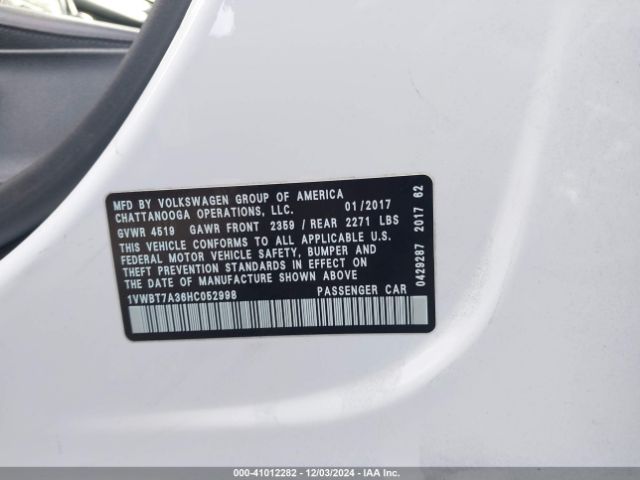 MFD BY VOLKSWAGEN GROUP OF AMERICA
CHATTANOOGA OPERATIONS, LLC. 01/2017
GVWR 4519 GAWR FRONT 2359 / REAR 2271 LBS
THIS VEHICLE CONFORMS TO ALL APPLICABLE U.S.
FEDERAL MOTOR VEHICLE SAFETY, BUMPER AND
THEFT PREVENTION STANDARDS IN EFFECT ON
THE DATE OF MANUFACTURE SHOWN ABOVE
1VWBT7A36HC052998 PASSENGER CAR
0429287 2017 62
000-41012282 - 12/03/2024 - IAAI.COM